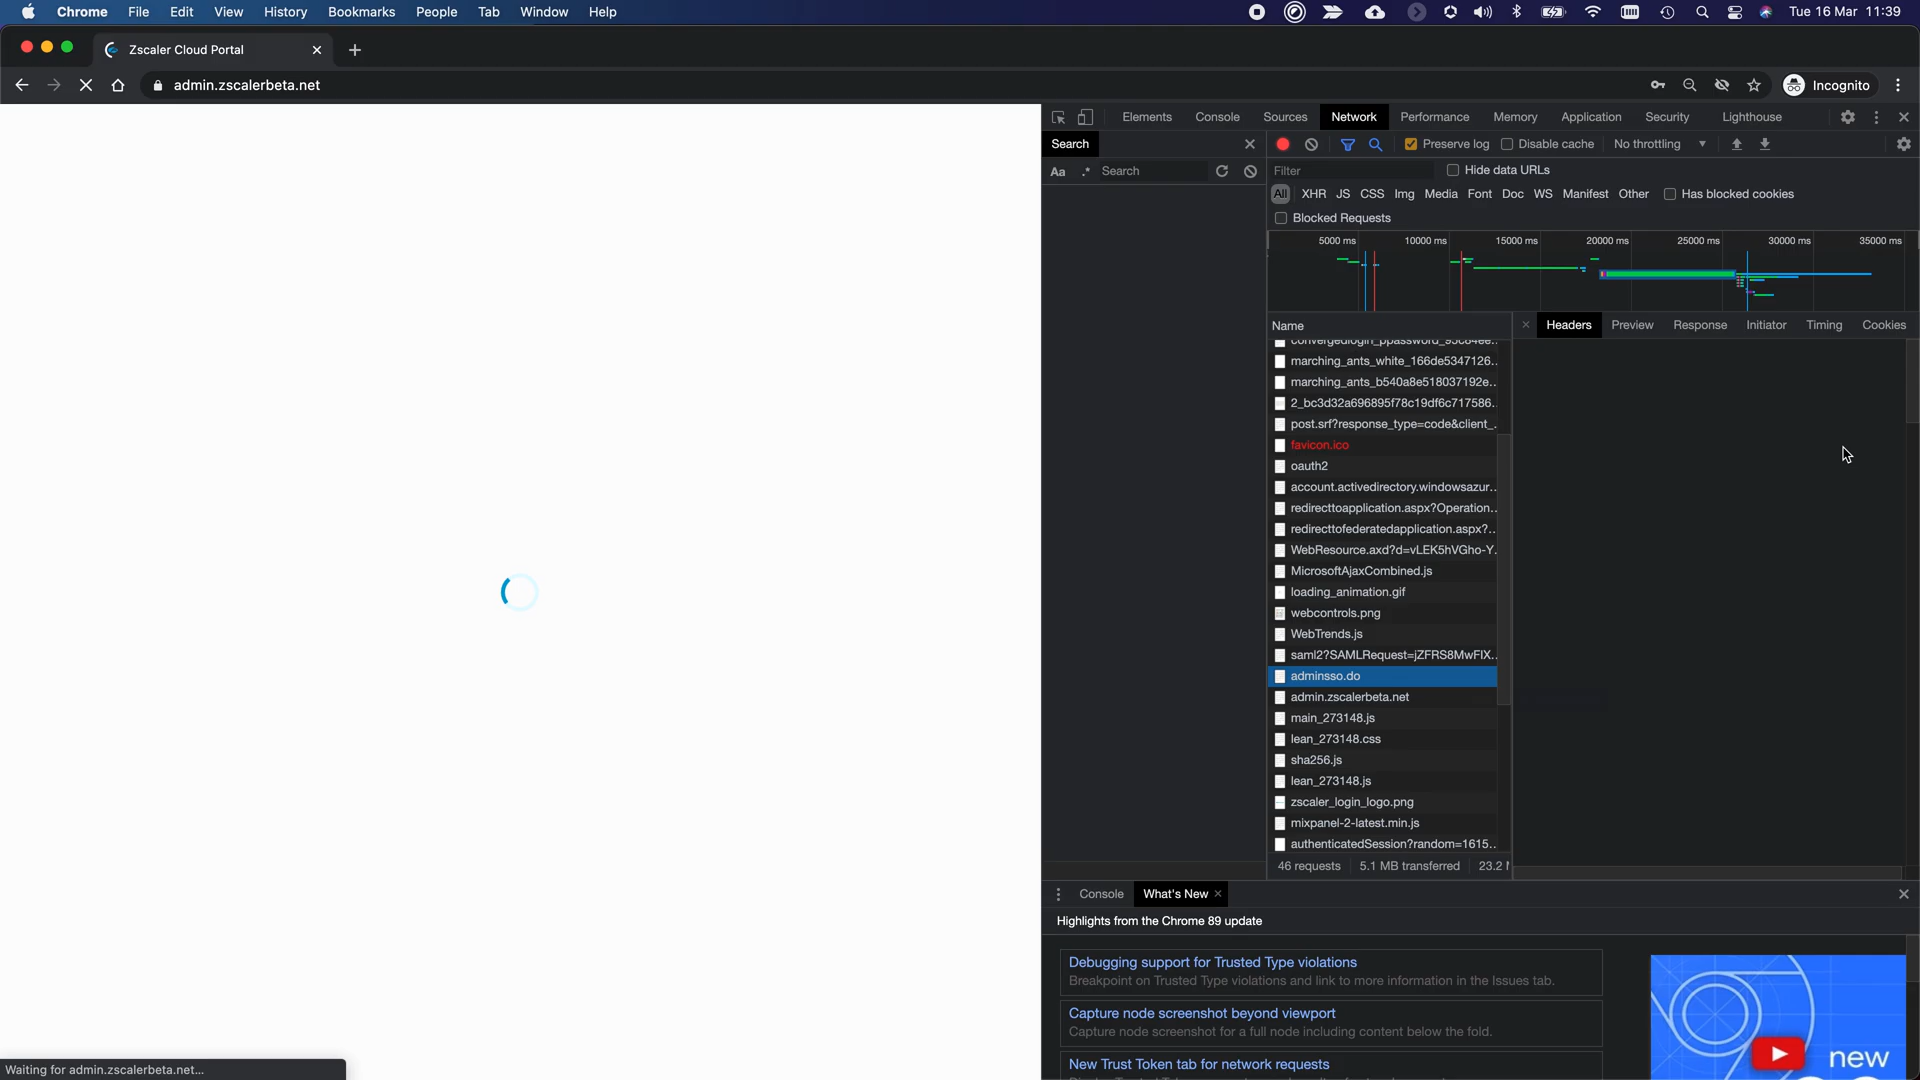 Chrome File Edit View History Bookmarks People Tab Window Help Tue 16 Mar 11:39
Zscaler Cloud Portal
admin.zscalerbeta.net Incognito
Elements Console Sources Network Performance Memory Application Security Lighthouse
Search
Preserve log Disable cache No throttling
Aa .* Search
Filter Hide data URLs
All XHR JS CSS Img Media Font Doc WS Manifest Other Has blocked cookies
Blocked Requests
5000 ms 10000 ms 15000 ms 20000 ms 25000 ms 30000 ms 35000 ms
Name Headers Preview Response Initiator Timing Cookies
marching_ants_white_166de5347126...
marching_ants_b540a8e518037192e...
2_bc3d32a696895f78c19df6c717586...
post.srf?response_type=code&client_...
favicon.ico
oauth2
account.activedirectory.windowsazur...
redirecttoapplication.aspx?Operation...
redirecttofederatedapplication.aspx?...
WebResource.axd?d=vLEK5hVGho-Y...
MicrosoftAjaxCombined.js
loading_animation.gif
webcontrols.png
WebTrends.js
saml2?SAMLRequest=jZFRS8MwFIX...
adminsso.do
admin.zscalerbeta.net
main_273148.js
lean_273148.css
sha256.js
lean_273148.js
zscaler_login_logo.png
mixpanel-2-latest.min.js
authenticatedSession?random=1615...
46 requests 5.1 MB transferred 23.2
Console What's New
Highlights from the Chrome 89 update
Debugging support for Trusted Type violations
Breakpoint on Trusted Type violations and link to more information in the Issues tab.
Capture node screenshot beyond viewport
Capture node screenshot for a full node including content below the fold.
New Trust Token tab for network requests
new
Waiting for admin.zscalerbeta.net...